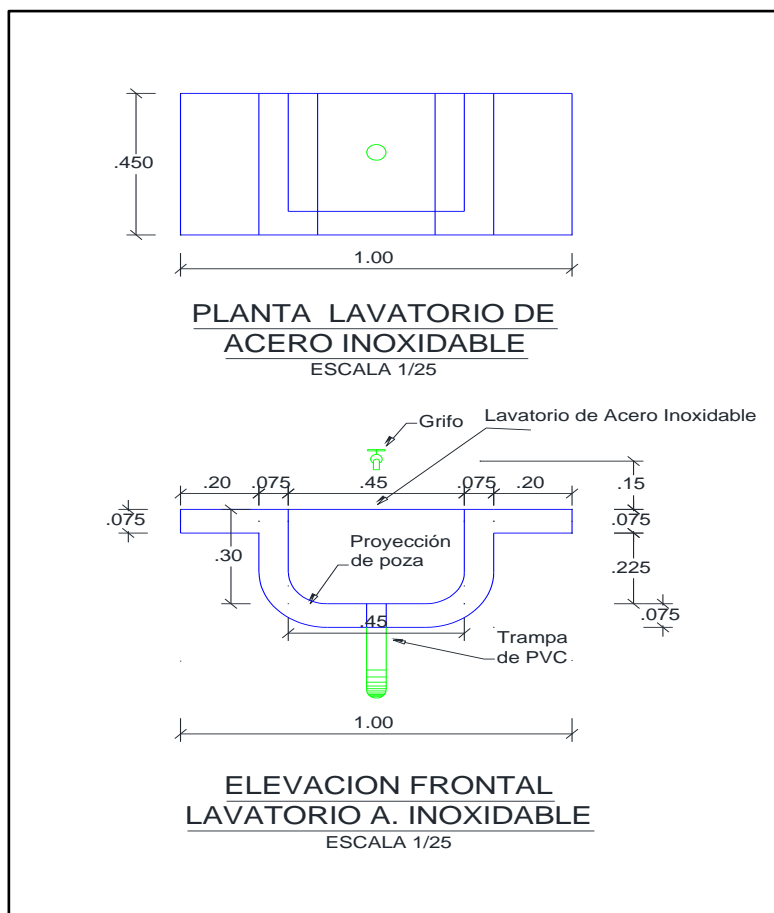 .450
1.00
PLANTA LAVATORIO DE
ACERO INOXIDABLE
ESCALA 1/25
Grifo
Lavatorio de Acero Inoxidable
.20 .075 .45 .075 .20
.15
.075
.075
.30
Proyección
de poza
.225
.075
.45
Trampa
de PVC
1.00
ELEVACION FRONTAL
LAVATORIO A. INOXIDABLE
ESCALA 1/25